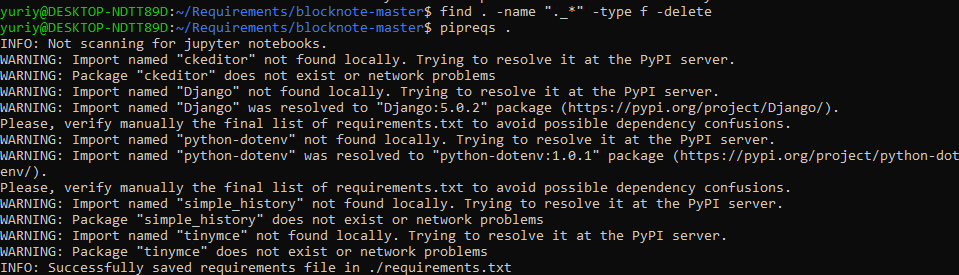 yuriy@DESKTOP-NDTT89D:~/Requirements/blocknote-master$ find . -name "._*" -type f -delete
yuriy@DESKTOP-NDTT89D:~/Requirements/blocknote-master$ pipreqs .
INFO: Not scanning for jupyter notebooks.
WARNING: Import named "ckeditor" not found locally. Trying to resolve it at the PyPI server.
WARNING: Package "ckeditor" does not exist or network problems
WARNING: Import named "Django" not found locally. Trying to resolve it at the PyPI server.
WARNING: Import named "Django" was resolved to "Django:5.0.2" package (https://pypi.org/project/Django/).
Please, verify manually the final list of requirements.txt to avoid possible dependency confusions.
WARNING: Import named "python-dotenv" not found locally. Trying to resolve it at the PyPI server.
WARNING: Import named "python-dotenv" was resolved to "python-dotenv:1.0.1" package (https://pypi.org/project/python-dot
env/).
Please, verify manually the final list of requirements.txt to avoid possible dependency confusions.
WARNING: Import named "simple_history" not found locally. Trying to resolve it at the PyPI server.
WARNING: Package "simple_history" does not exist or network problems
WARNING: Import named "tinymce" not found locally. Trying to resolve it at the PyPI server.
WARNING: Package "tinymce" does not exist or network problems
INFO: Successfully saved requirements file in ./requirements.txt